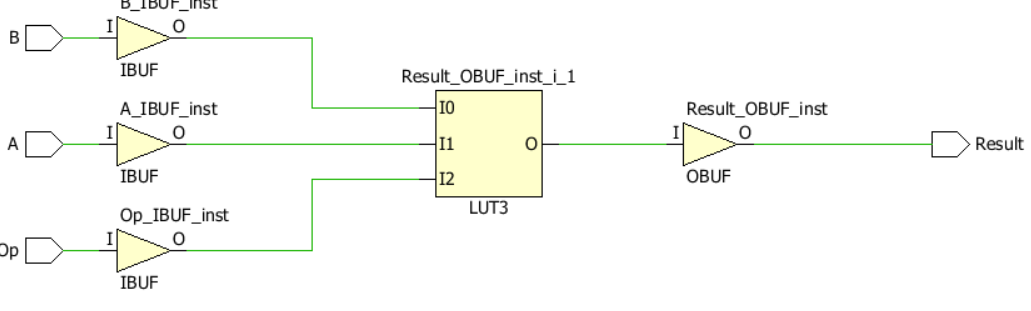 B_IBUF_inst
B
I
O
IBUF
A_IBUF_inst
A
I
O
IBUF
Op_IBUF_inst
Op
I
O
IBUF
Result_OBUF_inst_i_1
I0
I1
I2
O
LUT3
Result_OBUF_inst
I
O
OBUF
Result